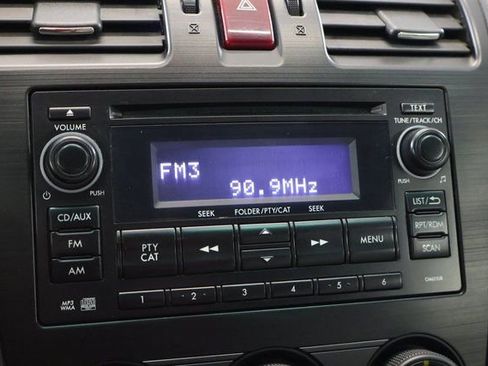 TEXT
VOLUME
TUNE/TRACK/CH
FM3
90.9MHz
PUSH
PUSH
SEEK FOLDER/PTY/CAT SEEK
CD/AUX
LIST/
FM
PTY
CAT
MENU
RPT/RDM
AM
SCAN
1 -2- 3 4 -5- 6
MP3
WMA